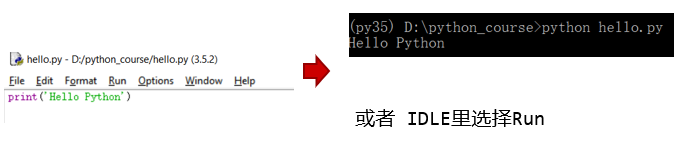 hello.py - D:/python_course/hello.py (3.5.2)
File Edit Format Run Options Window Help
print('Hello Python')
(py35) D:\python_course>python hello.py
Hello Python
或者 IDLE里选择Run